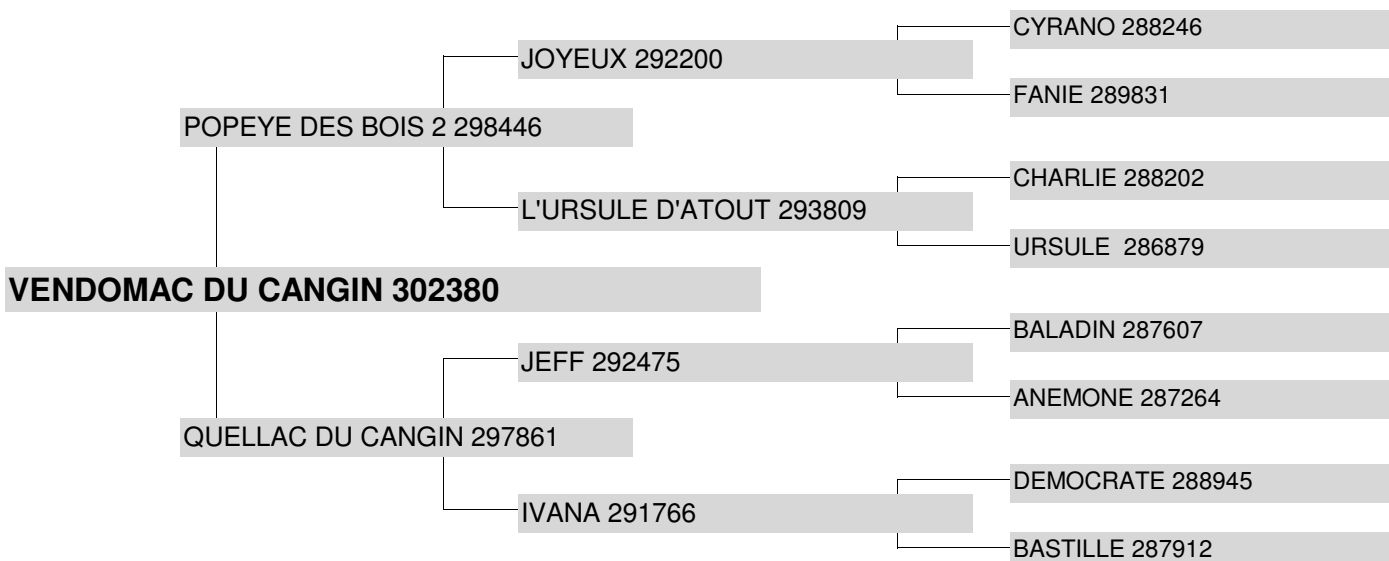 CYRANO 288246
JOYEUX 292200
FANIE 289831
POPEYE DES BOIS 2 298446
CHARLIE 288202
L'URSULE D'ATOUT 293809
URSULE  286879
VENDOMAC DU CANGIN 302380
BALADIN 287607
JEFF 292475
ANEMONE 287264
QUELLAC DU CANGIN 297861
DEMOCRATE 288945
IVANA 291766
BASTILLE 287912